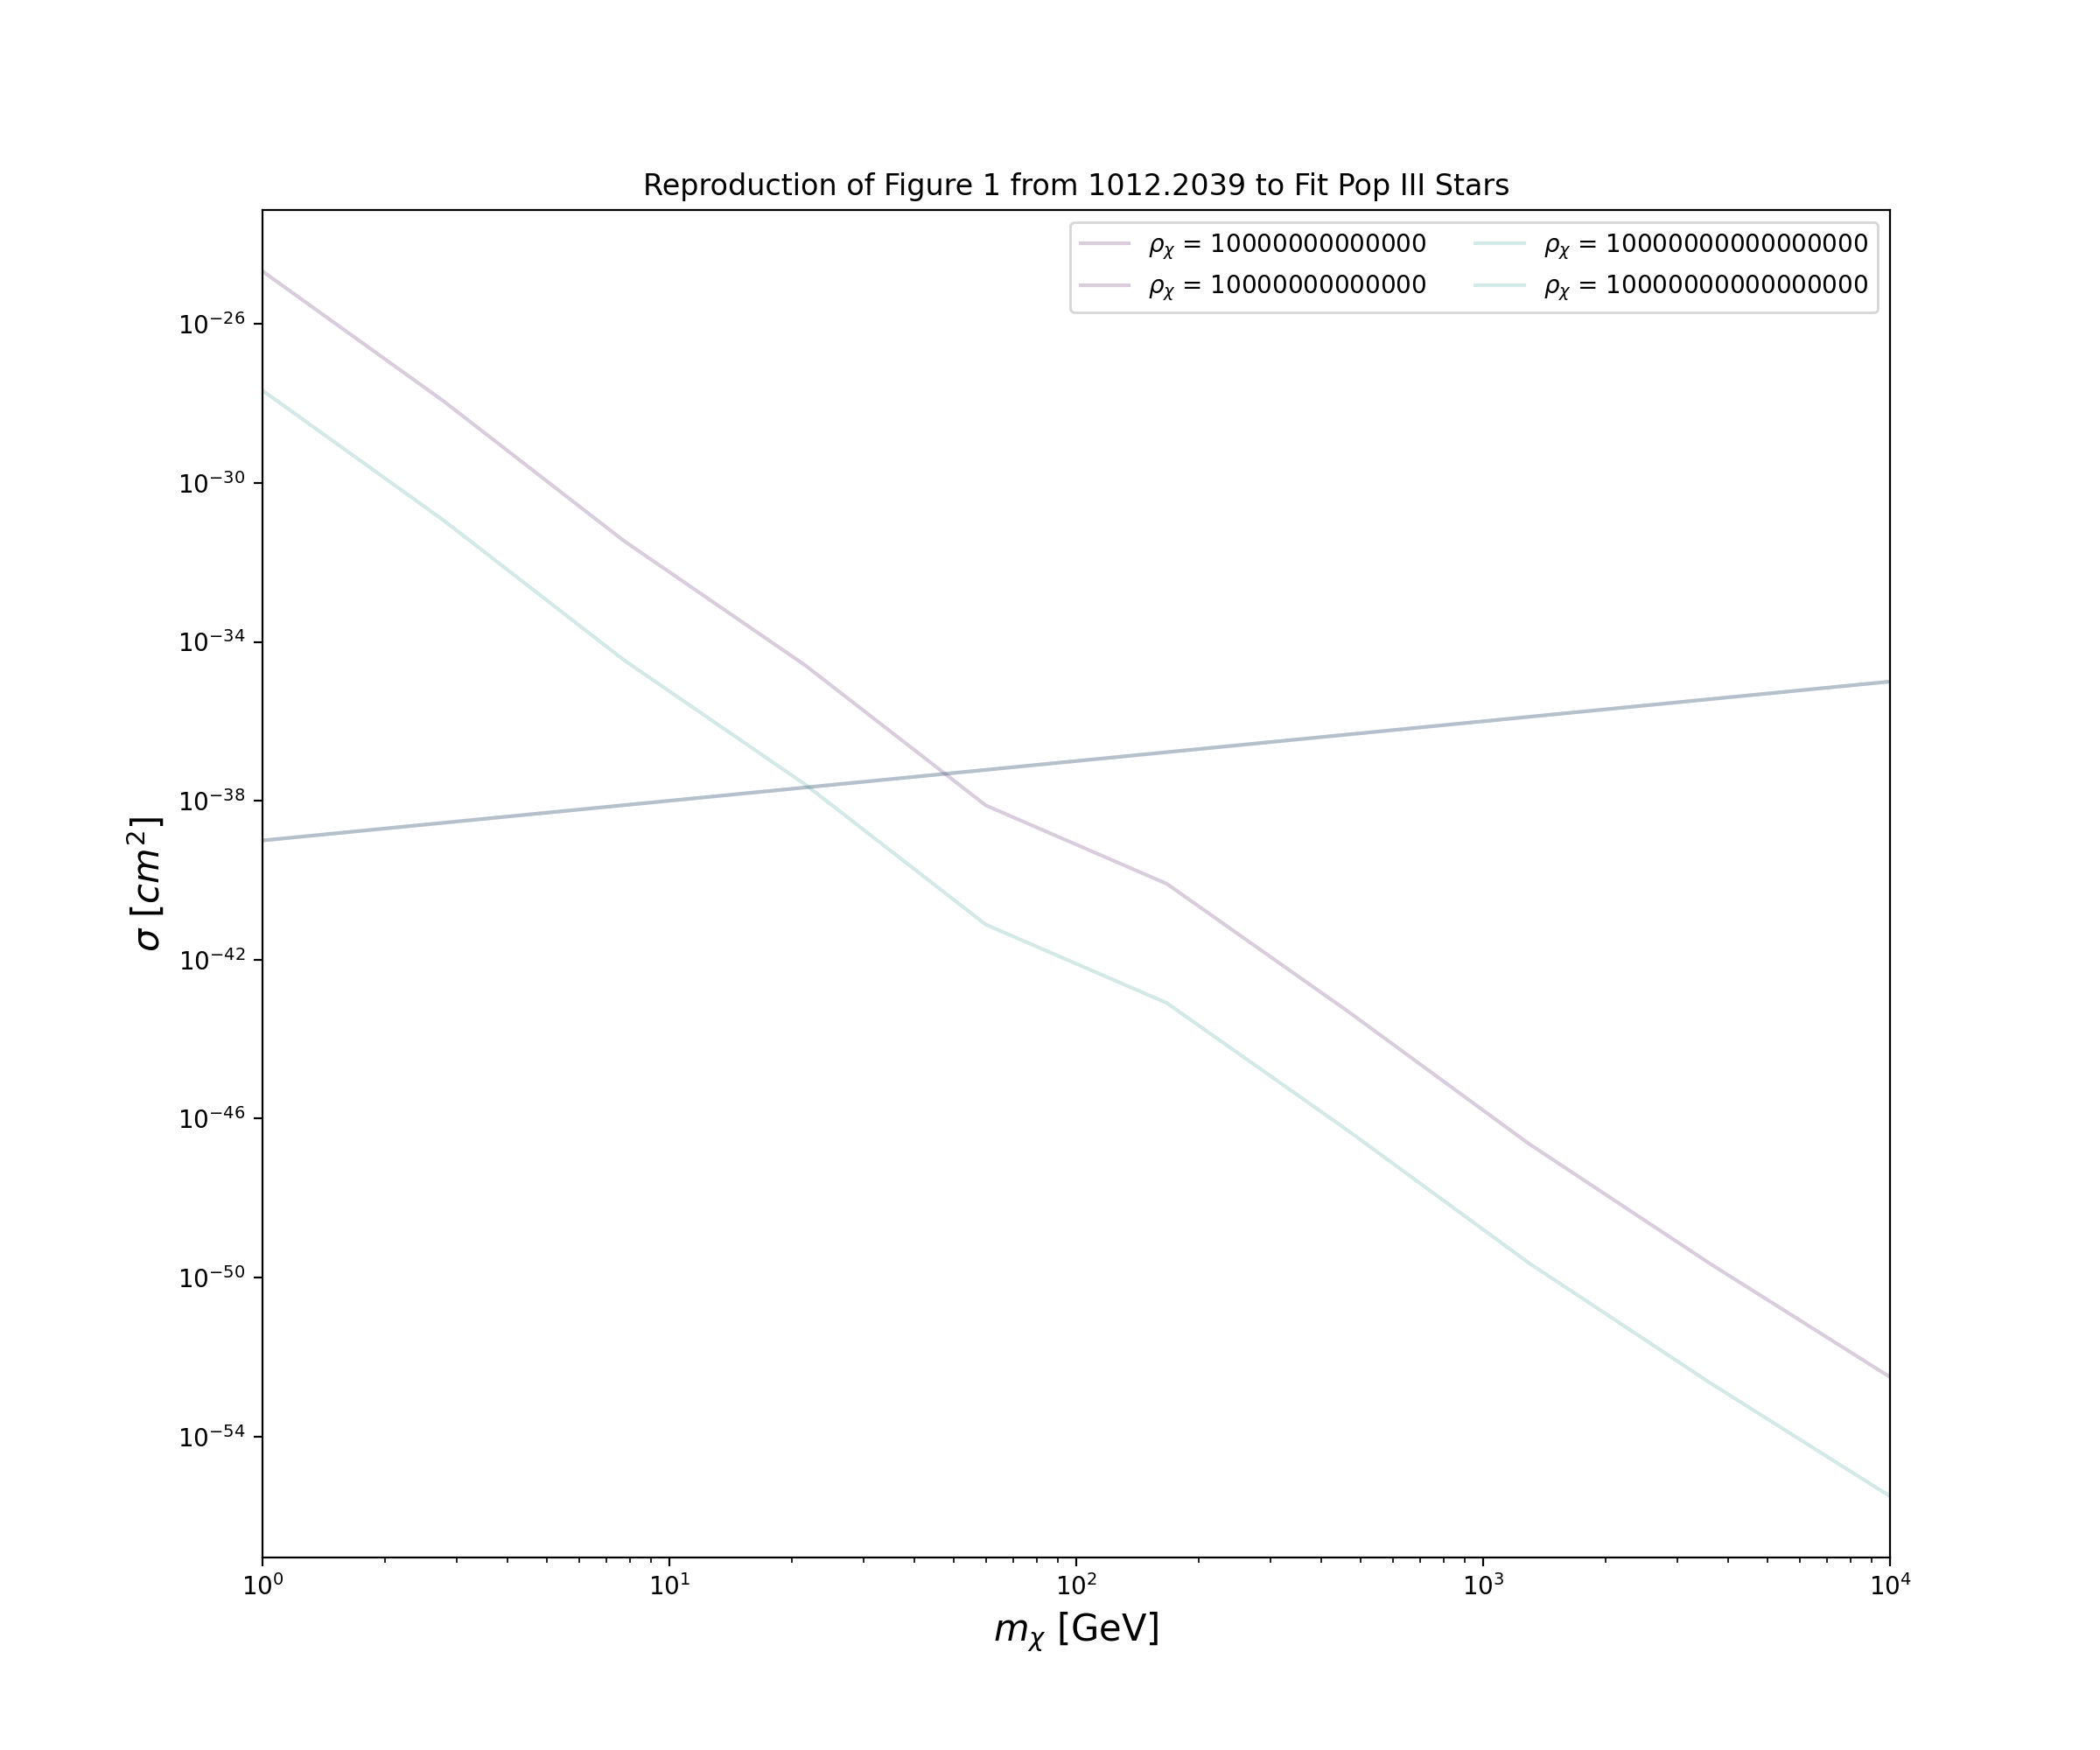 Reproduction of Figure 1 from 1012.2039 to Fit Pop III Stars
ρχ = 10000000000000
ρχ = 10000000000000
ρχ = 10000000000000000
ρχ = 10000000000000000
σ [cm²]
10⁻²⁶
10⁻³⁰
10⁻³⁴
10⁻³⁸
10⁻⁴²
10⁻⁴⁶
10⁻⁵⁰
10⁻⁵⁴
10⁰ 10¹ 10² 10³ 10⁴
mχ [GeV]